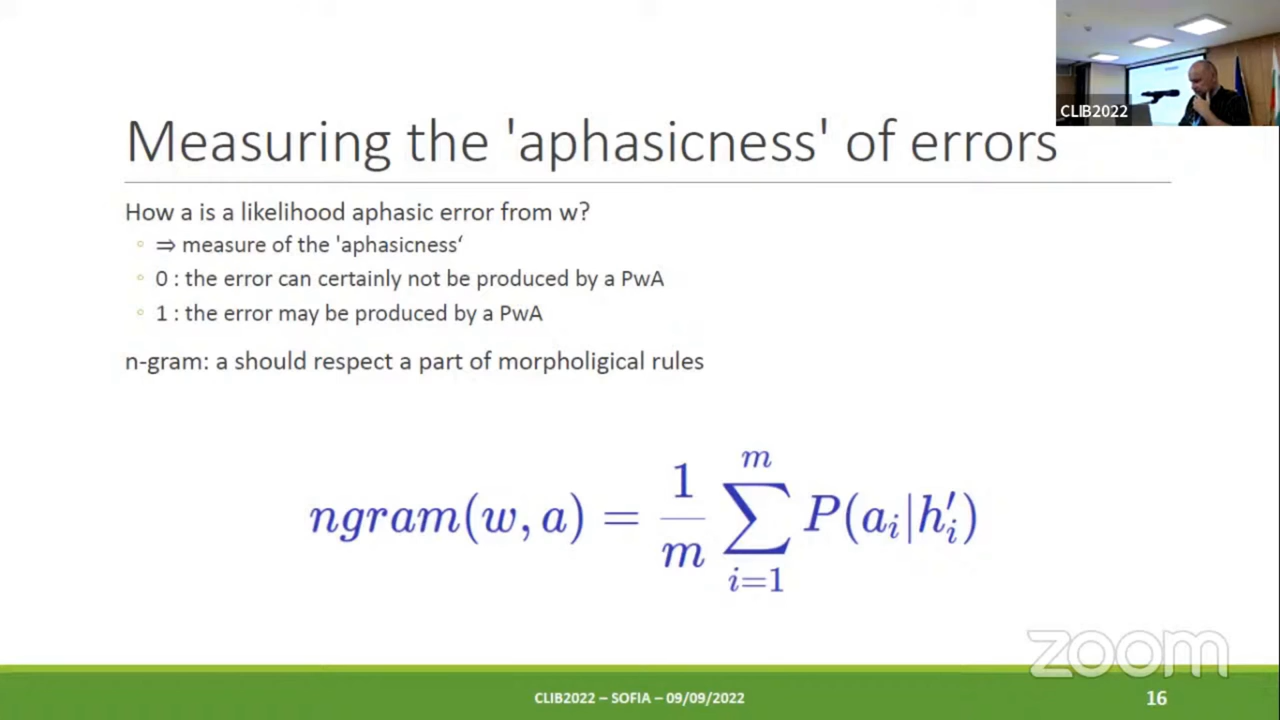 CLIB2022
Measuring the 'aphasicness' of errors
How a is a likelihood aphasic error from w?
⇒ measure of the 'aphasicness‘
0 : the error can certainly not be produced by a PwA
1 : the error may be produced by a PwA
n-gram: a should respect a part of morpholigical rules
ngram(w, a) = \frac{1}{m} \sum_{i=1}^{m} P(a_i|h'_i)
zoom
CLIB2022 – SOFIA – 09/09/2022
16